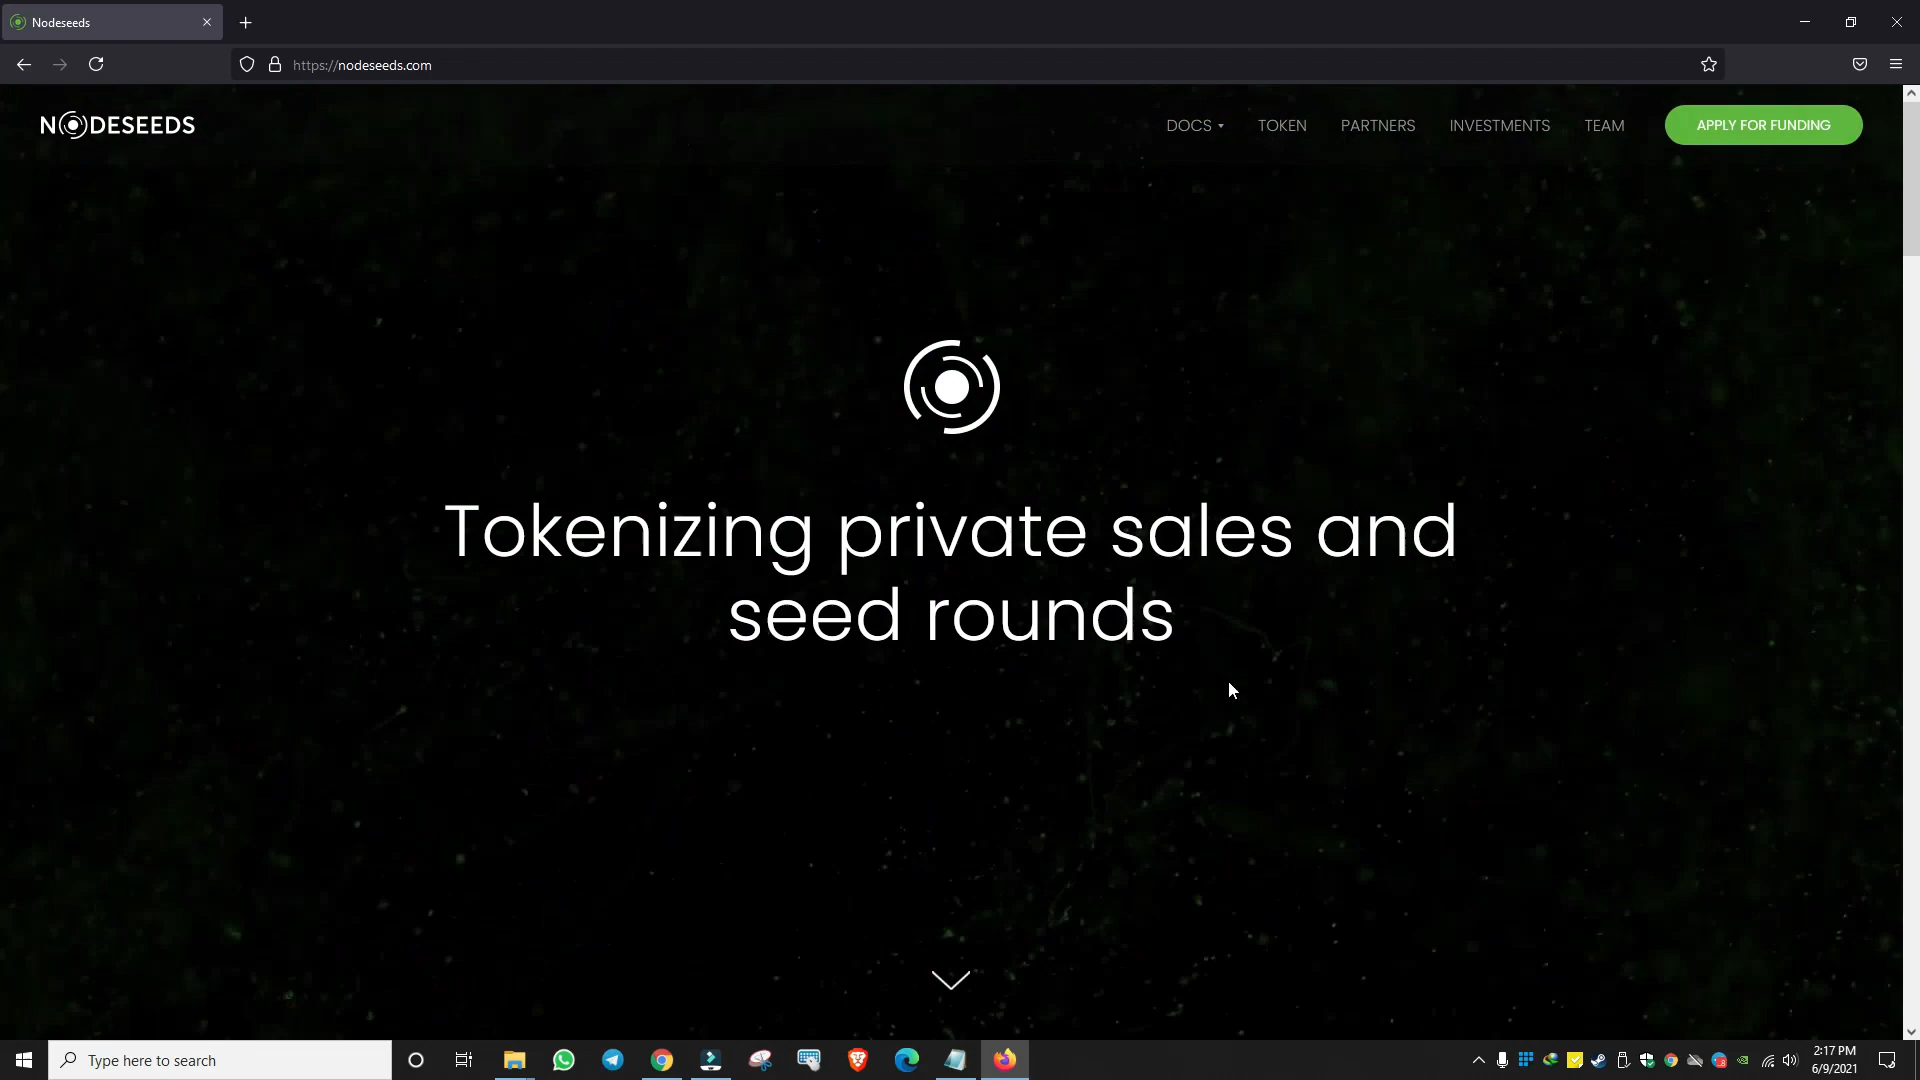 Nodeseeds
https://nodeseeds.com
NODESEEDS
DOCS
TOKEN
PARTNERS
INVESTMENTS
TEAM
APPLY FOR FUNDING
Tokenizing private sales and
seed rounds
Type here to search
2:17 PM
6/9/2021